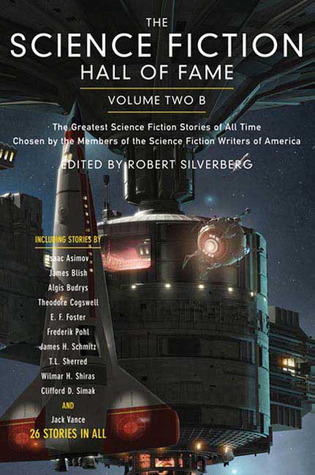 THE
SCIENCE FICTION
HALL OF FAME
VOLUME TWO B
The Greatest Science Fiction Stories of All Time
Chosen by the Members of the Science Fiction Writers of America
EDITED BY ROBERT SILVERBERG
INCLUDING STORIES BY
Isaac Asimov
James Blish
Algis Budrys
Theodore Cogswell
E. F. Foster
Frederik Pohl
James H. Schmitz
T.L. Sherred
Wilmar H. Shiras
Clifford D. Simak
AND
Jack Vance
26 STORIES IN ALL